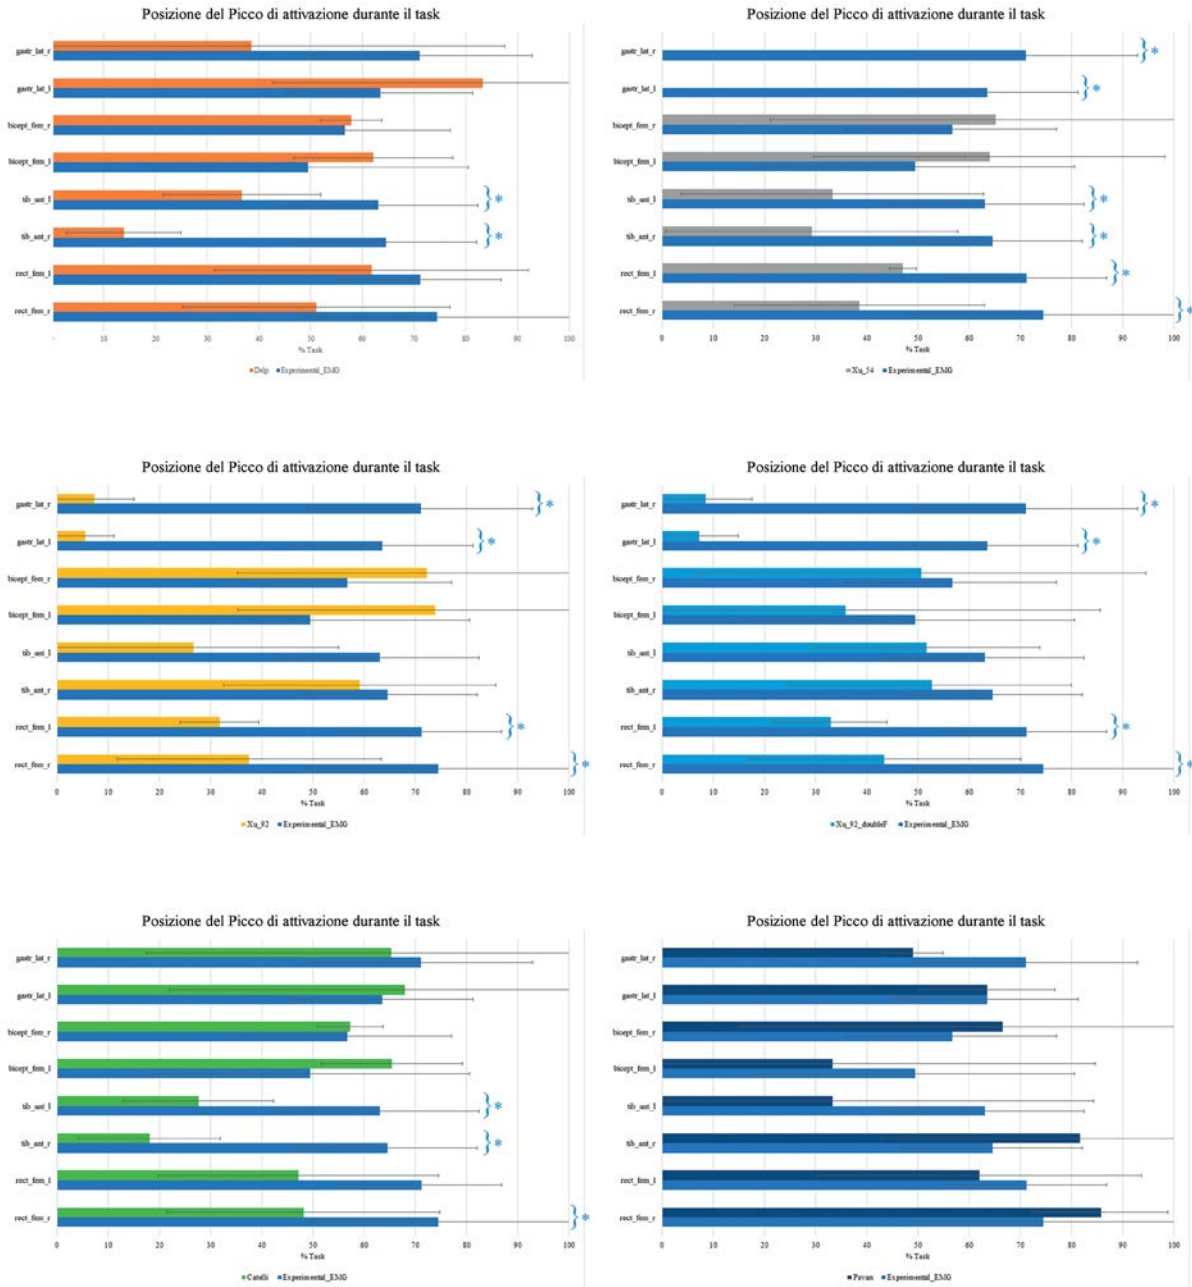 Posizione del Picco di attivazione durante il task
gastr_lat_r
gastr_lat_l
bicept_fem_r
bicept_fem_l
tib_ant_l
tib_ant_r
rect_fem_l
rect_fem_r
} *
} *
10 20 30 40 50 60 70 80 90 100
% Task
Delp Experimental_EMG
Posizione del Picco di attivazione durante il task
gastr_lat_r
gastr_lat_l
bicept_fem_r
bicept_fem_l
tib_ant_l
tib_ant_r
rect_fem_l
rect_fem_r
} *
} *
} *
} *
} *
} *
0 10 20 30 40 50 60 70 80 90 100
% Task
Xu_54 Experimental_EMG
Posizione del Picco di attivazione durante il task
gastr_lat_r
gastr_lat_l
bicept_fem_r
bicept_fem_l
tib_ant_l
tib_ant_r
rect_fem_l
rect_fem_r
} *
} *
} *
} *
0 10 20 30 40 50 60 70 80 90 100
% Task
Xu_92 Experimental_EMG
Posizione del Picco di attivazione durante il task
gastr_lat_r
gastr_lat_l
bicept_fem_r
bicept_fem_l
tib_ant_l
tib_ant_r
rect_fem_l
rect_fem_r
} *
} *
} *
} *
0 10 20 30 40 50 60 70 80 90 100
% Task
Xu_92_doubleF Experimental_EMG
Posizione del Picco di attivazione durante il task
gastr_lat_r
gastr_lat_l
bicept_fem_r
bicept_fem_l
tib_ant_l
tib_ant_r
rect_fem_l
rect_fem_r
} *
} *
} *
0 10 20 30 40 50 60 70 80 90 100
% Task
Catelli Experimental_EMG
Posizione del Picco di attivazione durante il task
gastr_lat_r
gastr_lat_l
bicept_fem_r
bicept_fem_l
tib_ant_l
tib_ant_r
rect_fem_l
rect_fem_r
0 10 20 30 40 50 60 70 80 90 100
% Task
Pavan Experimental_EMG